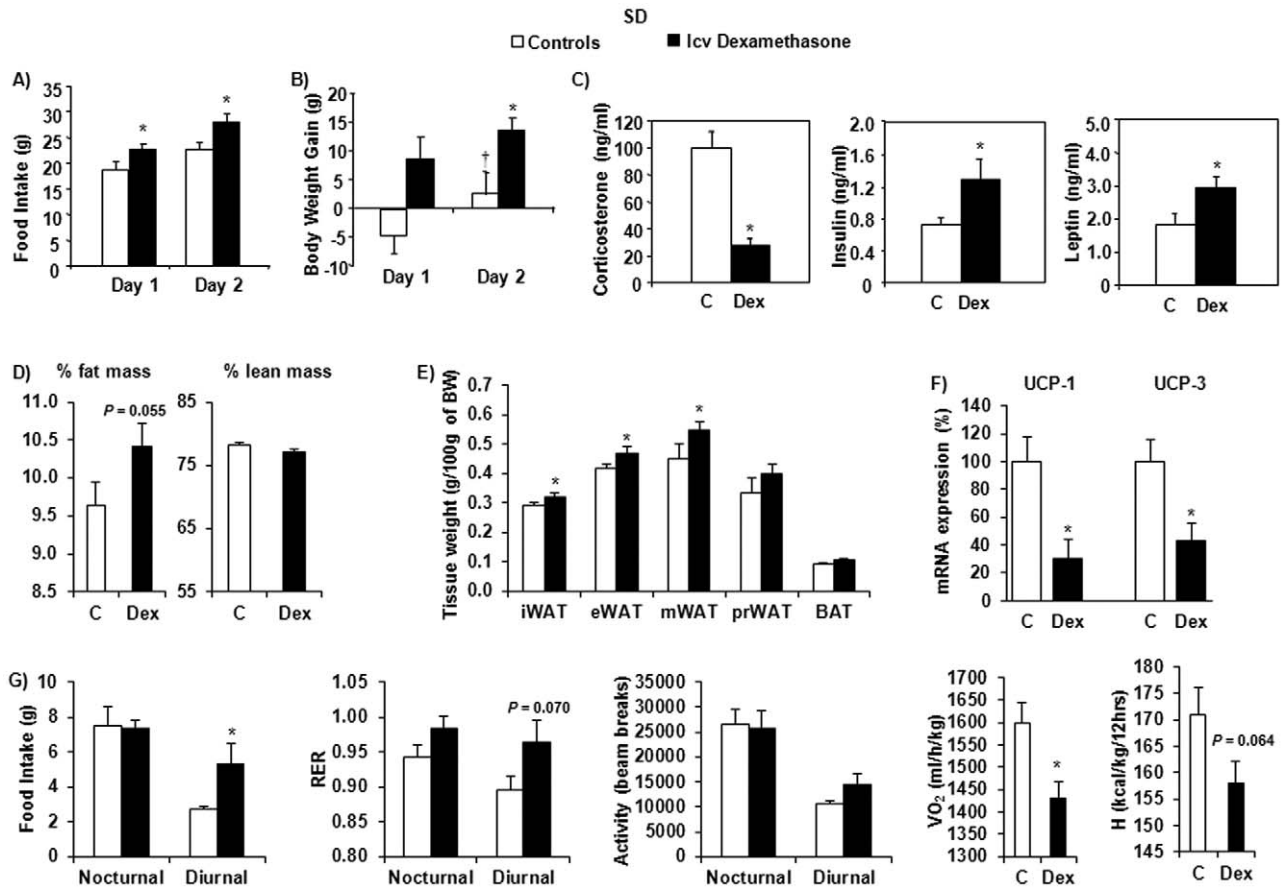 SD
Controls Icv Dexamethasone
A)
Food Intake (g)
35
30
25
20
15
10
5
0
*
*
Day 1 Day 2
B)
Body Weight Gain (g)
20
15
10
5
0
-5
-10
†
*
Day 1 Day 2
C)
Corticosterone (ng/ml)
120
100
80
60
40
20
0
*
C Dex
Insulin (ng/ml)
2.0
1.6
1.2
0.8
0.4
0.0
*
C Dex
Leptin (ng/ml)
5.0
4.0
3.0
2.0
1.0
0.0
*
C Dex
D)
% fat mass
11.0
10.5
10.0
9.5
9.0
8.5
P = 0.055
C Dex
% lean mass
85
75
65
55
C Dex
E)
Tissue weight (g/100g of BW)
0.7
0.6
0.5
0.4
0.3
0.2
0.1
0.0
*
*
*
iWAT eWAT mWAT prWAT BAT
F)
UCP-1 UCP-3
mRNA expression (%)
140
120
100
80
60
40
20
0
*
*
C Dex C Dex
G)
Food Intake (g)
10
8
6
4
2
0
*
Nocturnal Diurnal
RER
1.05
1.00
0.95
0.90
0.85
0.80
P = 0.070
Nocturnal Diurnal
Activity (beam breaks)
35000
30000
25000
20000
15000
10000
5000
0
Nocturnal Diurnal
VO₂ (ml/h/kg)
1700
1650
1600
1550
1500
1450
1400
1350
1300
*
C Dex
H (kcal/kg/12hrs)
180
175
170
165
160
155
150
145
P = 0.064
C Dex